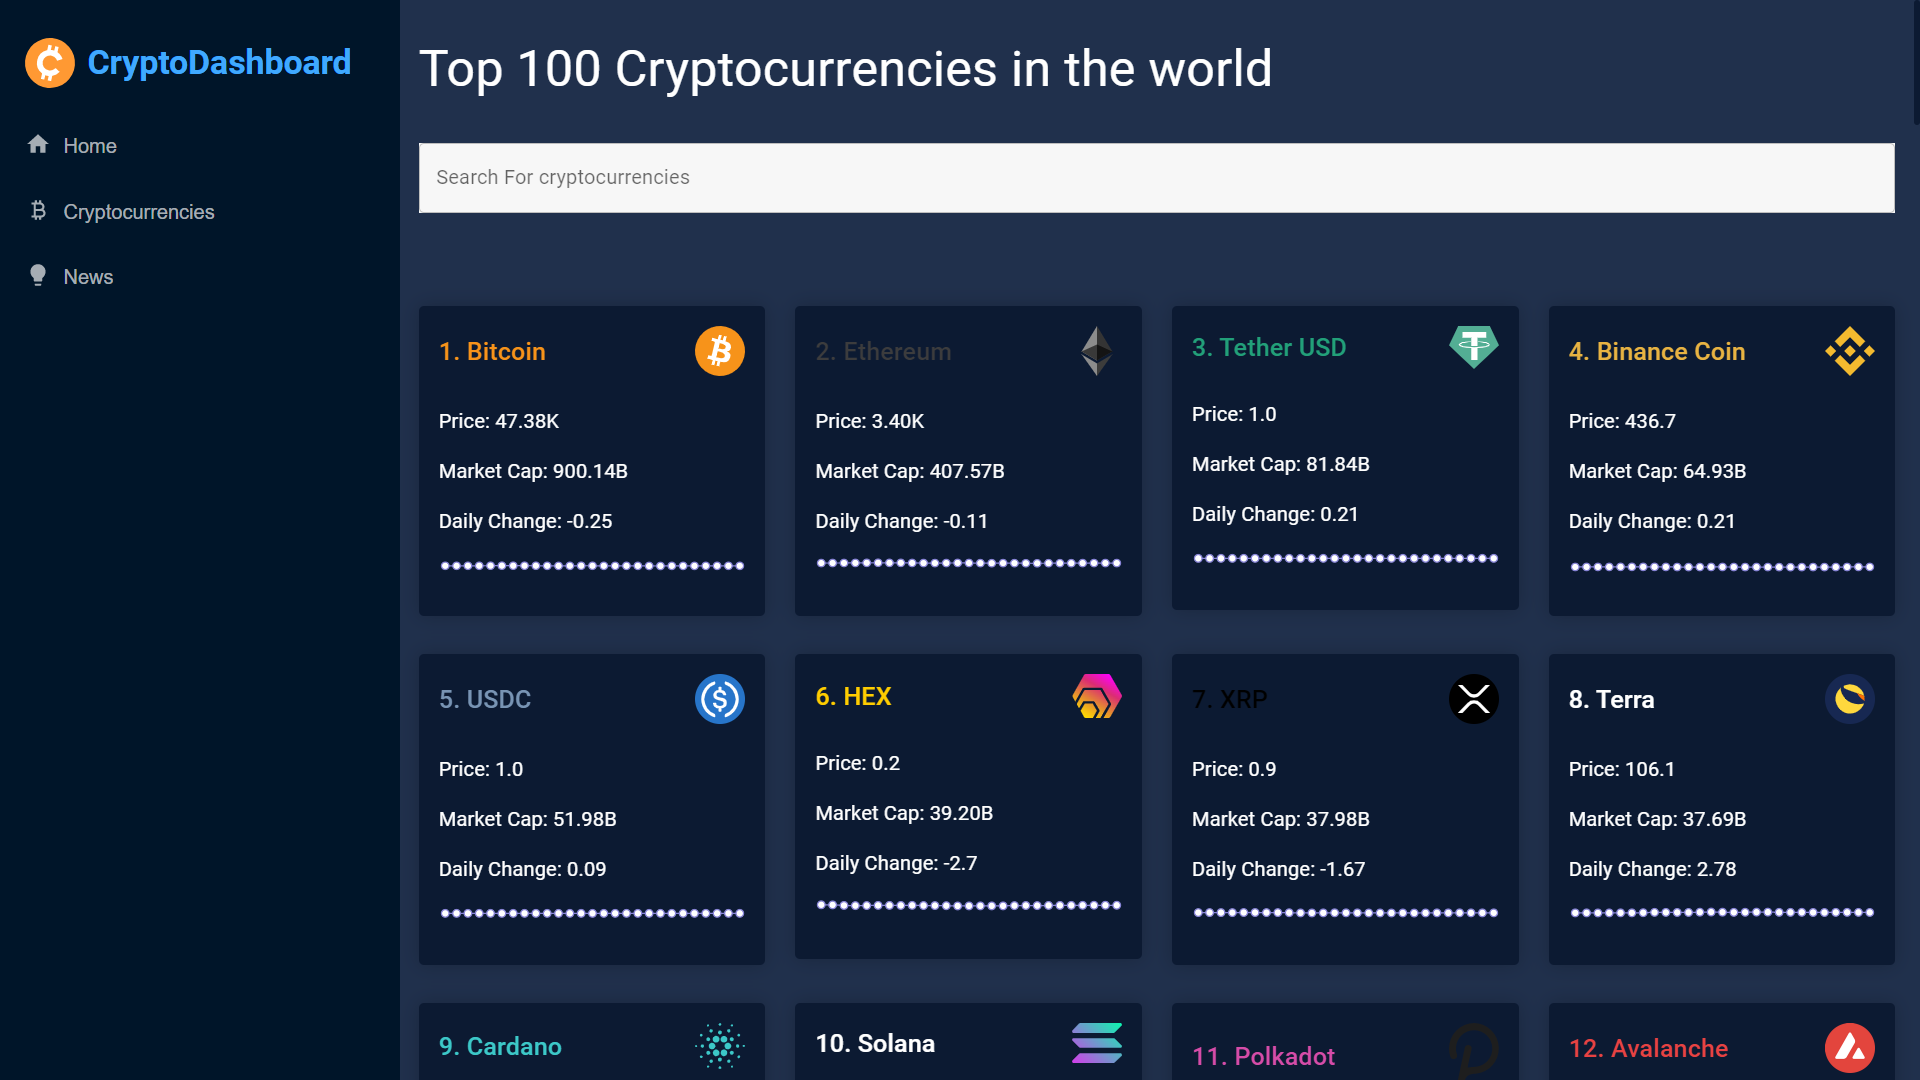 CryptoDashboard
Home
Cryptocurrencies
News
Top 100 Cryptocurrencies in the world
Search For cryptocurrencies
1. Bitcoin
Price: 47.38K
Market Cap: 900.14B
Daily Change: -0.25
2. Ethereum
Price: 3.40K
Market Cap: 407.57B
Daily Change: -0.11
3. Tether USD
Price: 1.0
Market Cap: 81.84B
Daily Change: 0.21
4. Binance Coin
Price: 436.7
Market Cap: 64.93B
Daily Change: 0.21
5. USDC
Price: 1.0
Market Cap: 51.98B
Daily Change: 0.09
6. HEX
Price: 0.2
Market Cap: 39.20B
Daily Change: -2.7
7. XRP
Price: 0.9
Market Cap: 37.98B
Daily Change: -1.67
8. Terra
Price: 106.1
Market Cap: 37.69B
Daily Change: 2.78
9. Cardano
10. Solana
11. Polkadot
12. Avalanche